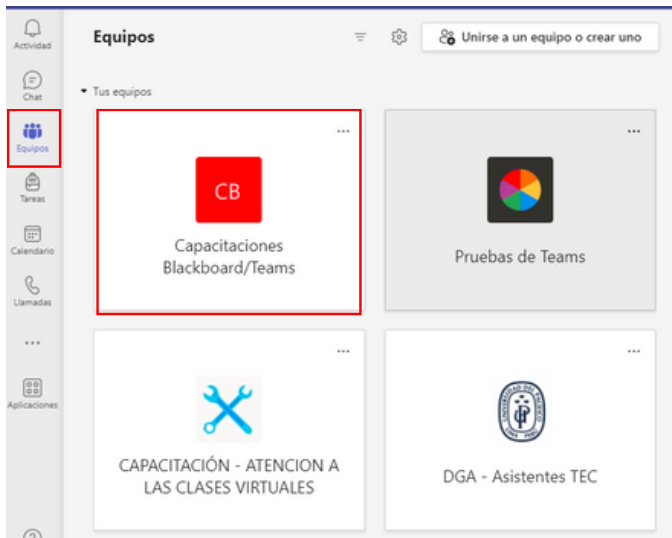 Actividad
Chat
Equipos
Tareas
Calendario
Llamadas
...
Aplicaciones
Equipos
Unirse a un equipo o crear uno
Tus equipos
...
CB
Capacitaciones
Blackboard/Teams
...
Pruebas de Teams
...
CAPACITACIÓN - ATENCION A
LAS CLASES VIRTUALES
...
DGA - Asistentes TEC